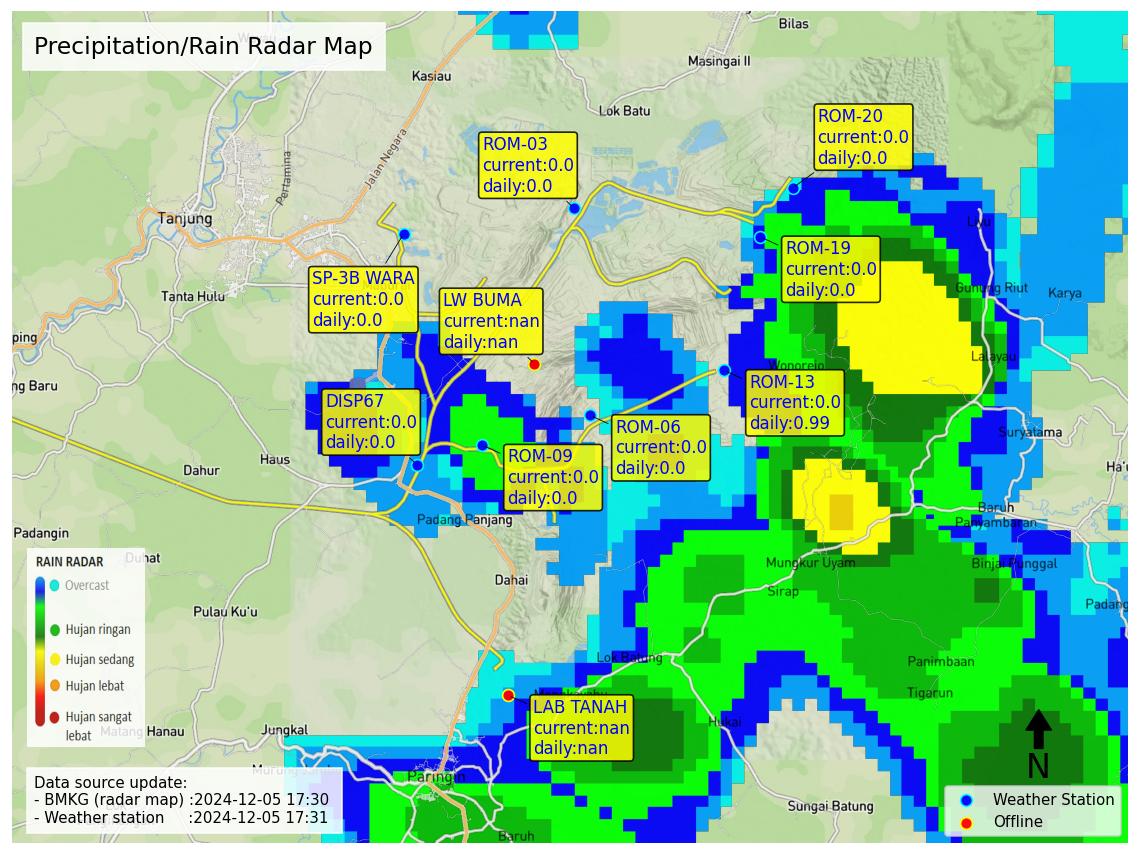 Precipitation/Rain Radar Map
Bilas
Masingai II
Kasiau
Lok Batu
ROM-20
current:0.0
daily:0.0
ROM-03
current:0.0
daily:0.0
Jalan Negara
Pertamina
Tanjung
Liyu
ROM-19
current:0.0
daily:0.0
SP-3B WARA
current:0.0
daily:0.0
Tanta Hulu
LW BUMA
current:nan
daily:nan
Gunung Riut
Karya
ping
Lalayau
Wonorejo
ng Baru
ROM-13
current:0.0
daily:0.99
DISP67
current:0.0
daily:0.0
ROM-06
current:0.0
daily:0.0
Suryatama
ROM-09
current:0.0
daily:0.0
Haus
Dahur
Ha'u
Baruh
Panyambaran
Padang Panjang
Padangin
Duhat
Mungkur Uyam
Binjai Punggal
Dahai
Sirap
Padang
Pulau Ku'u
RAIN RADAR
Overcast
Hujan ringan
Hujan sedang
Hujan lebat
Hujan sangat
lebat
Lok Batung
Panimbaan
Tigarun
LAB TANAH
current:nan
daily:nan
Hukai
Matang Hanau
Jungkal
Paringin
Data source update:
- BMKG (radar map) :2024-12-05 17:30
- Weather station :2024-12-05 17:31
Sungai Batung
Baruh
N
Weather Station
Offline